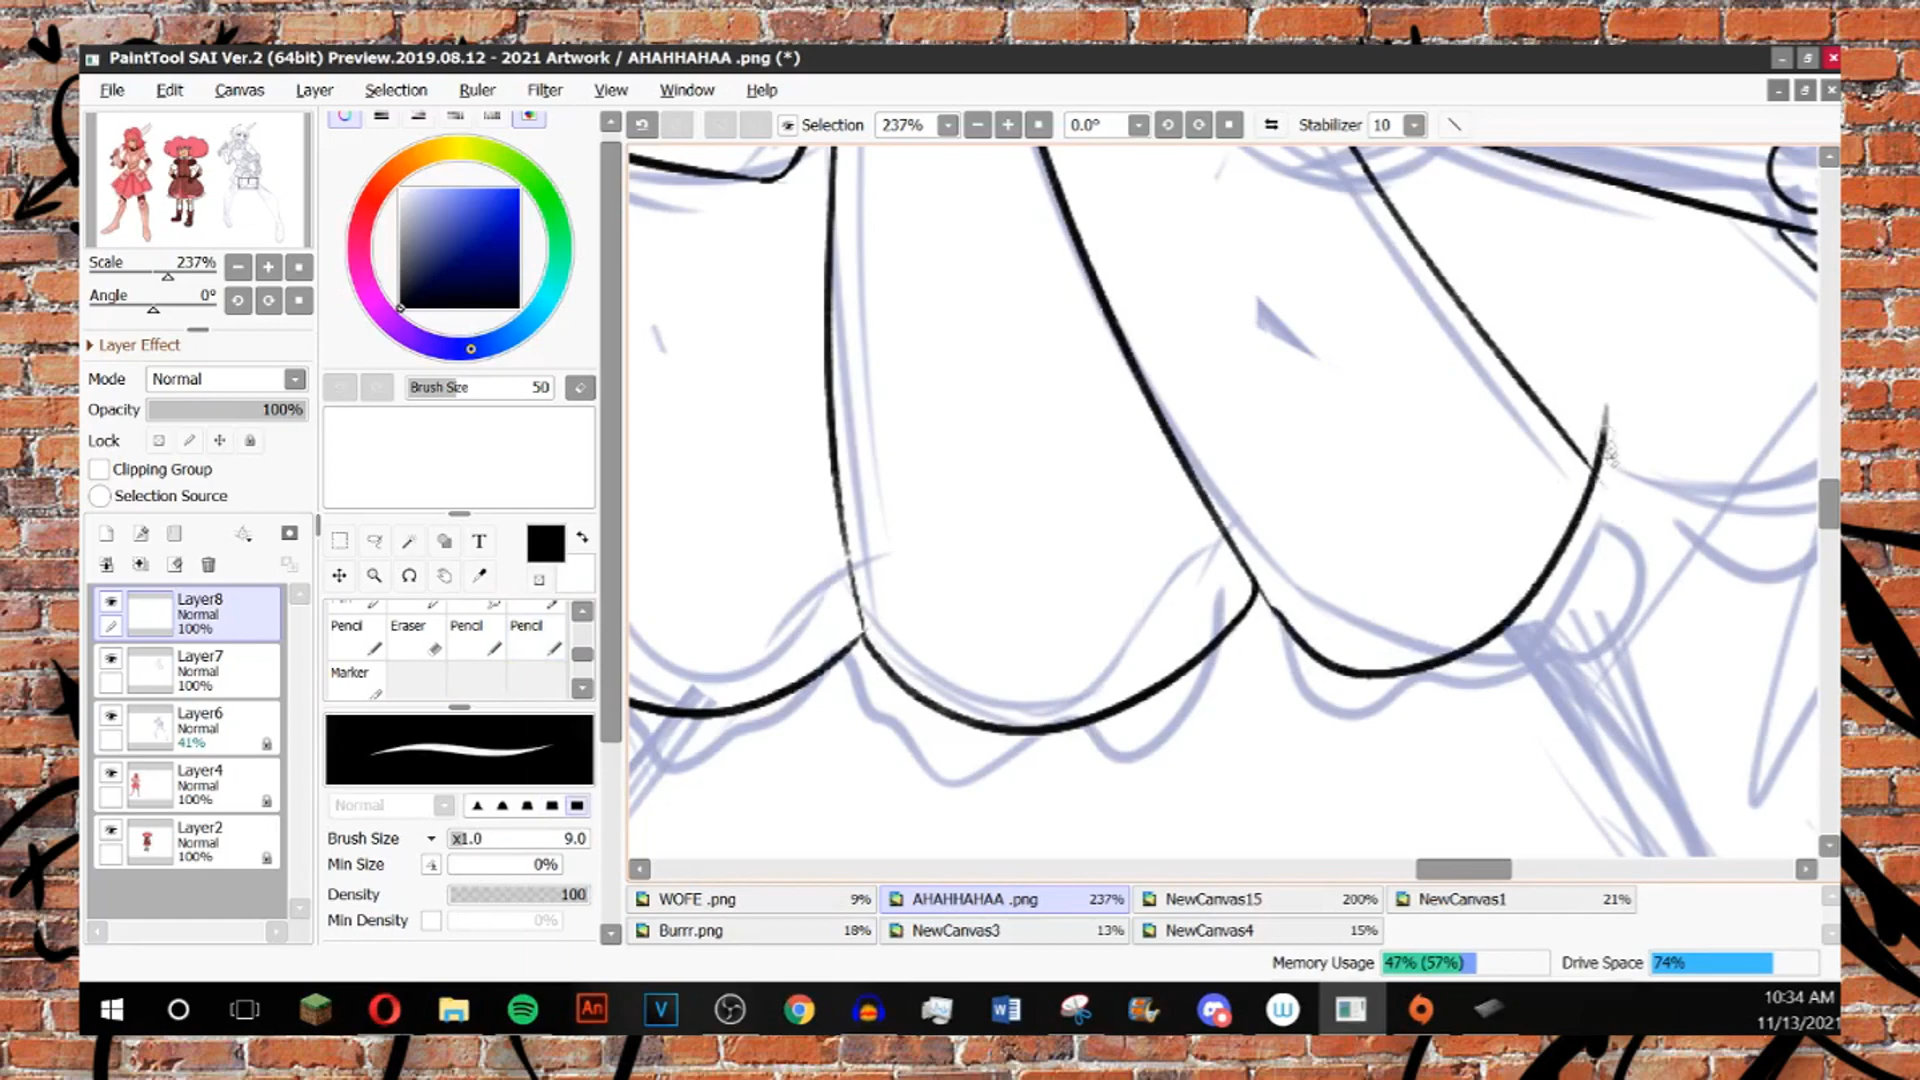 PaintTool SAI Ver.2 (64bit) Preview.2019.08.12 - 2021 Artwork / AHAHHAHAA .png (*)
File Edit Canvas Layer Selection Ruler Filter View Window Help
Selection 237% 0.0° Stabilizer 10
Scale 237%
Angle 0°
Layer Effect
Mode Normal
Opacity 100%
Lock
Clipping Group
Selection Source
Layer8
Normal
100%
Layer7
Normal
100%
Layer6
Normal
41%
Layer4
Normal
100%
Layer2
Normal
100%
Brush Size 50
T
Pencil Eraser Pencil Pencil
Marker
Normal
Brush Size x1.0 9.0
Min Size 0%
Density 100
Min Density 0%
WOFE .png 9% AHAHHAHAA .png 237% NewCanvas15 200% NewCanvas1 21%
Burrr.png 18% NewCanvas3 13% NewCanvas4 15%
Memory Usage 47% (57%) Drive Space 74%
An V W W
10:34 AM
11/13/2021